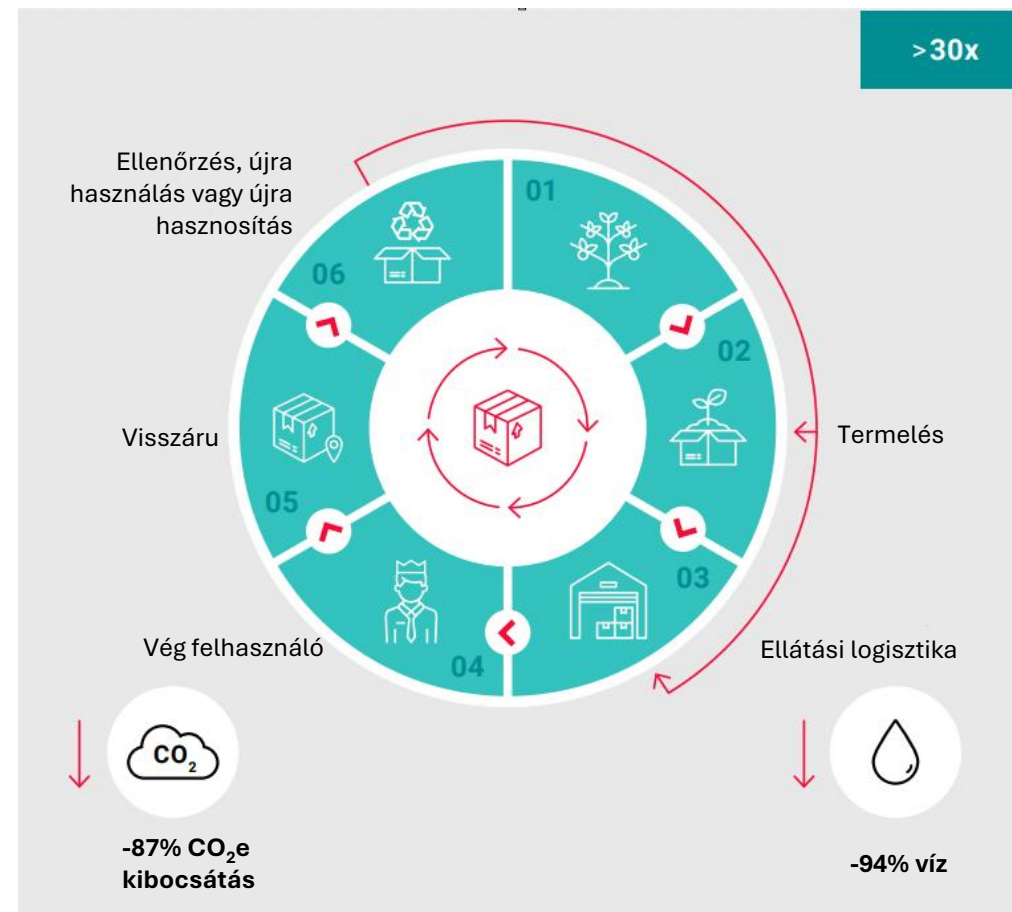 >30x
Ellenőrzés, újra
használás vagy újra
hasznosítás
01
06
02
Visszáru
Termelés
05
03
04
Vég felhasználó
Ellátási logisztika
CO₂
-87% CO₂e
kibocsátás
-94% víz